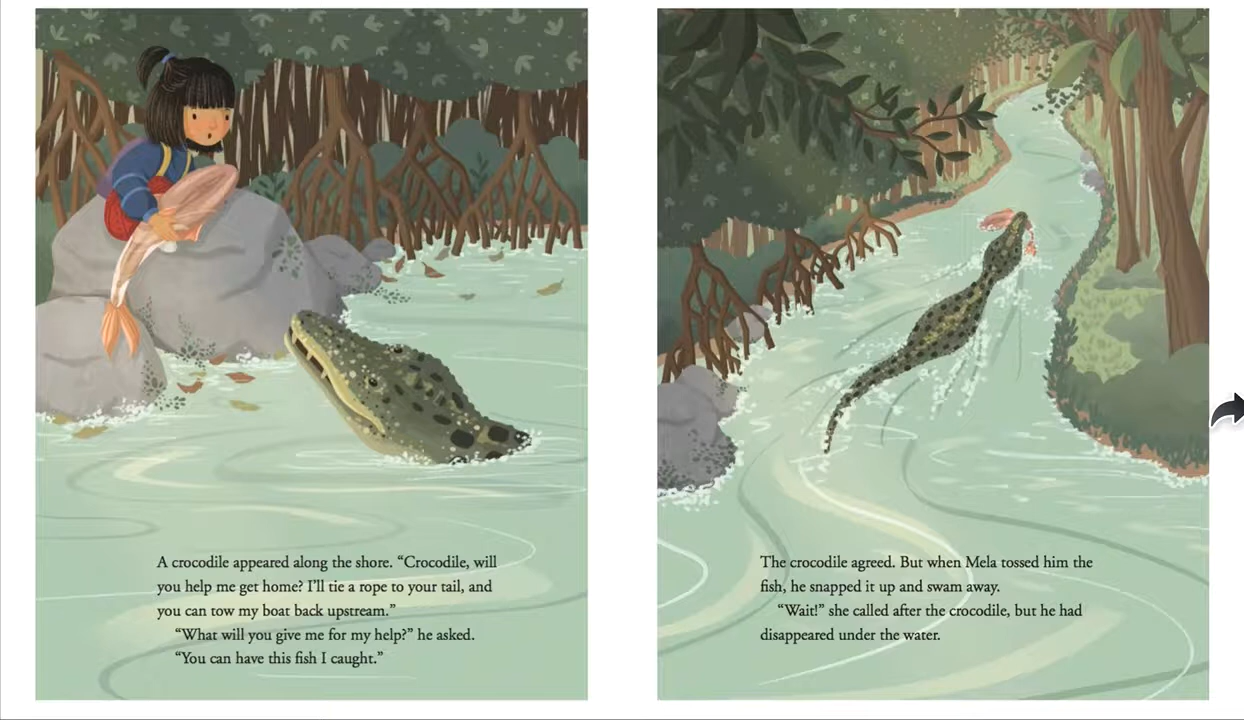 A crocodile appeared along the shore. “Crocodile, will
you help me get home? I’ll tie a rope to your tail, and
you can tow my boat back upstream.”
“What will you give me for my help?” he asked.
“You can have this fish I caught.”
The crocodile agreed. But when Mela tossed him the
fish, he snapped it up and swam away.
“Wait!” she called after the crocodile, but he had
disappeared under the water.